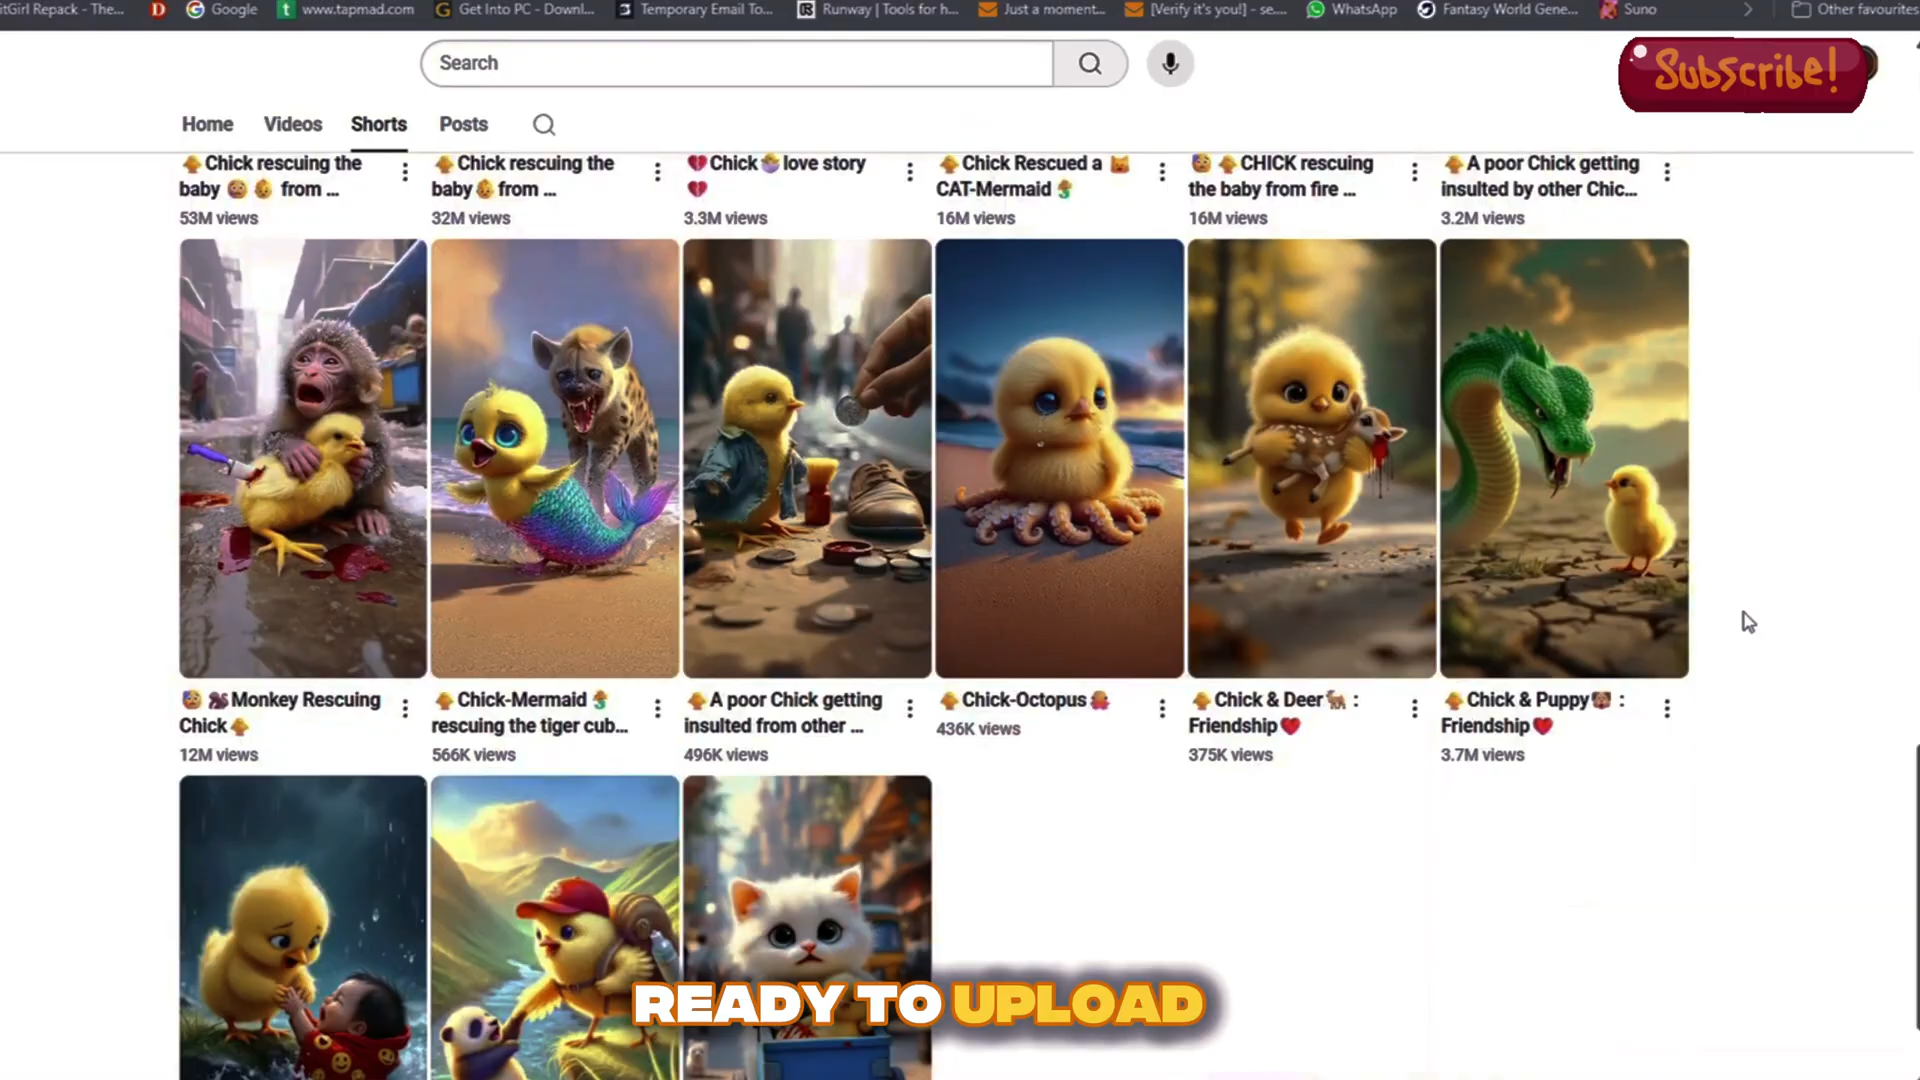 itGirl Repack - The...
D
Google
t www.tapmad.com
G Get Into PC - Downl...
Temporary Email To...
R Runway | Tools for h...
Just a moment...
[Verify it's you!] - se...
WhatsApp
Fantasy World Gene...
Suno
Other favourites
Search
Subscribe!
Home
Videos
Shorts
Posts
🐥Chick rescuing the
baby 😳 👶 from ...
53M views
🐥Chick rescuing the
baby👶from ...
32M views
💔Chick🐣love story
💔
3.3M views
🐥Chick Rescued a 🐱
CAT-Mermaid 🧜
16M views
😢🐥CHICK rescuing
the baby from fire ...
16M views
🐥A poor Chick getting
insulted by other Chic...
3.2M views
😢🐒Monkey Rescuing
Chick🐥
12M views
🐥Chick-Mermaid 🧜
rescuing the tiger cub...
566K views
🐥A poor Chick getting
insulted from other ...
496K views
🐥Chick-Octopus🐙
436K views
🐥Chick & Deer🦌 :
Friendship❤️
375K views
🐥Chick & Puppy🐶 :
Friendship❤️
3.7M views
READY TO UPLOAD